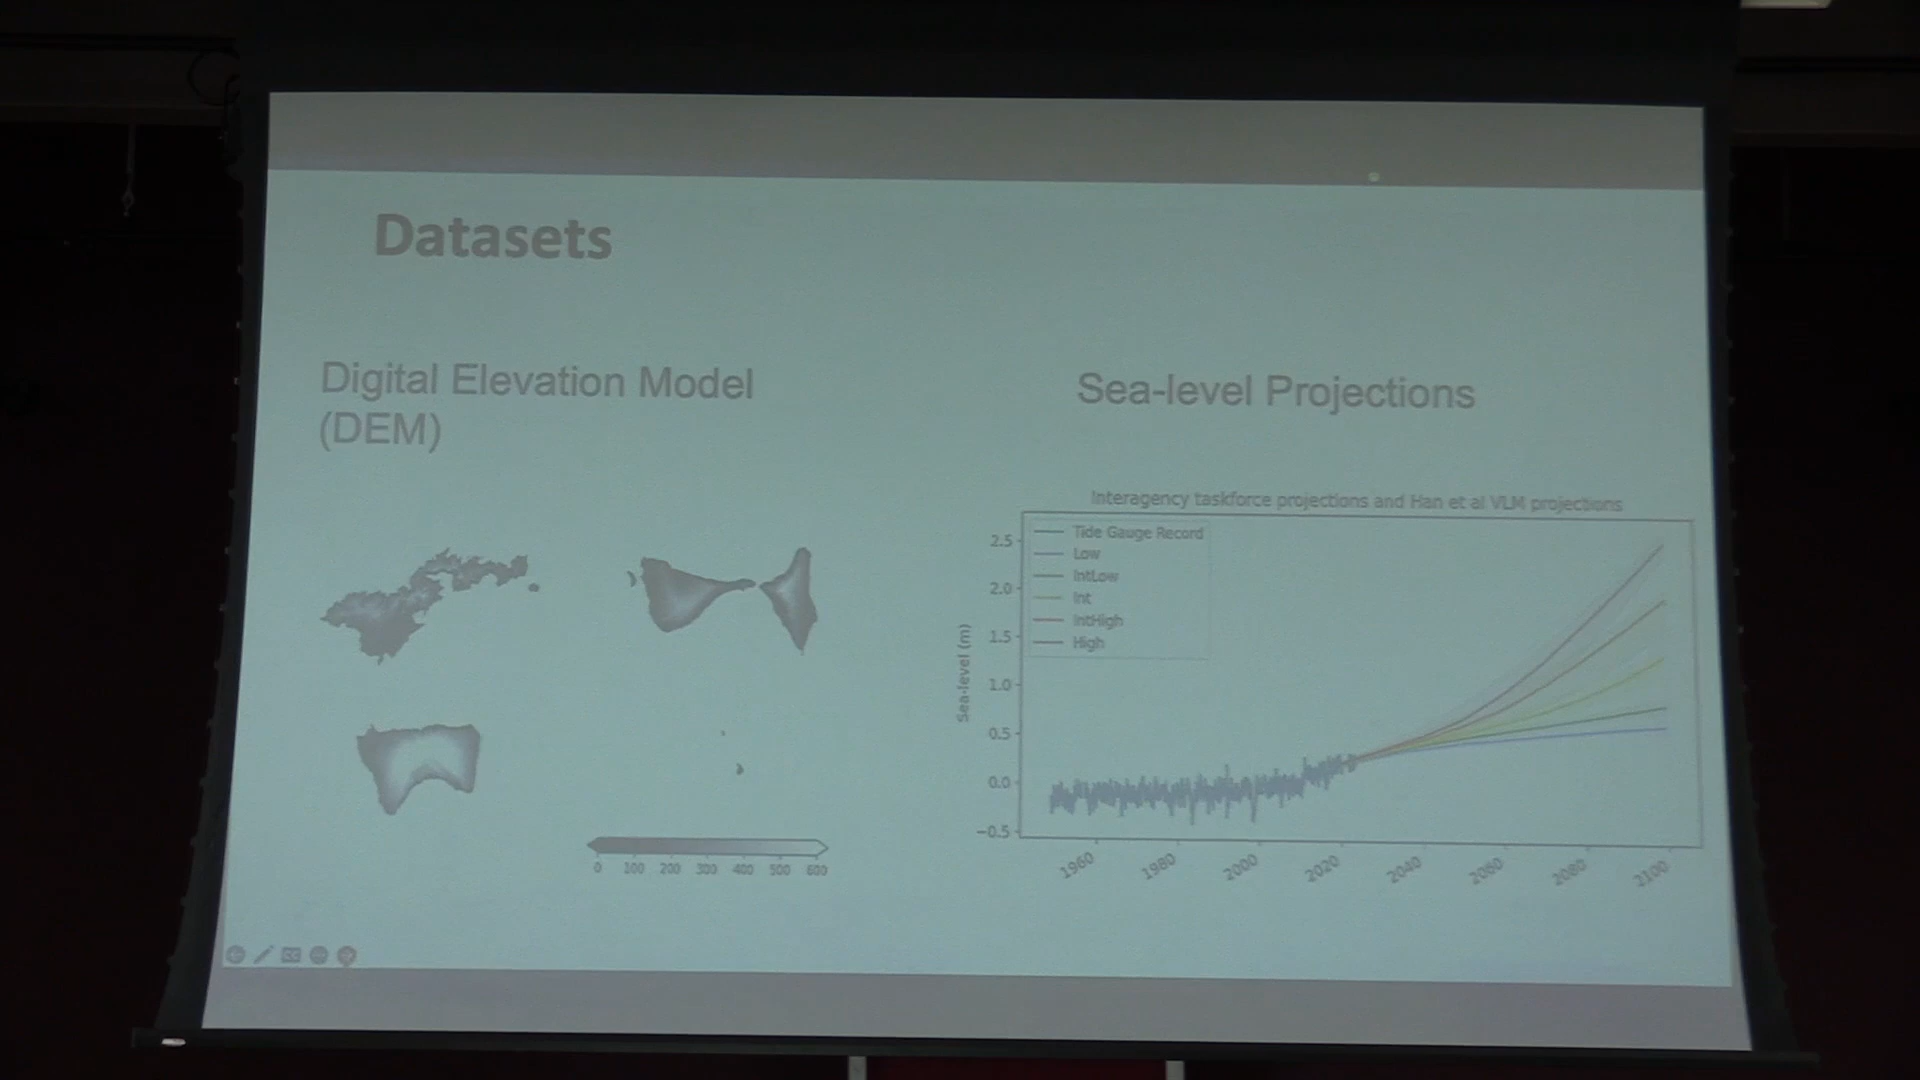 Datasets
Digital Elevation Model
(DEM)
Sea-level Projections
Interagency taskforce projections and Han et al VLM projections
Tide Gauge Record
Low
IntLow
Int
IntHigh
High
Sea-level (m)
2.5
2.0
1.5
1.0
0.5
0.0
−0.5
1960 1980 2000 2020 2040 2060 2080 2100
0 100 200 300 400 500 600